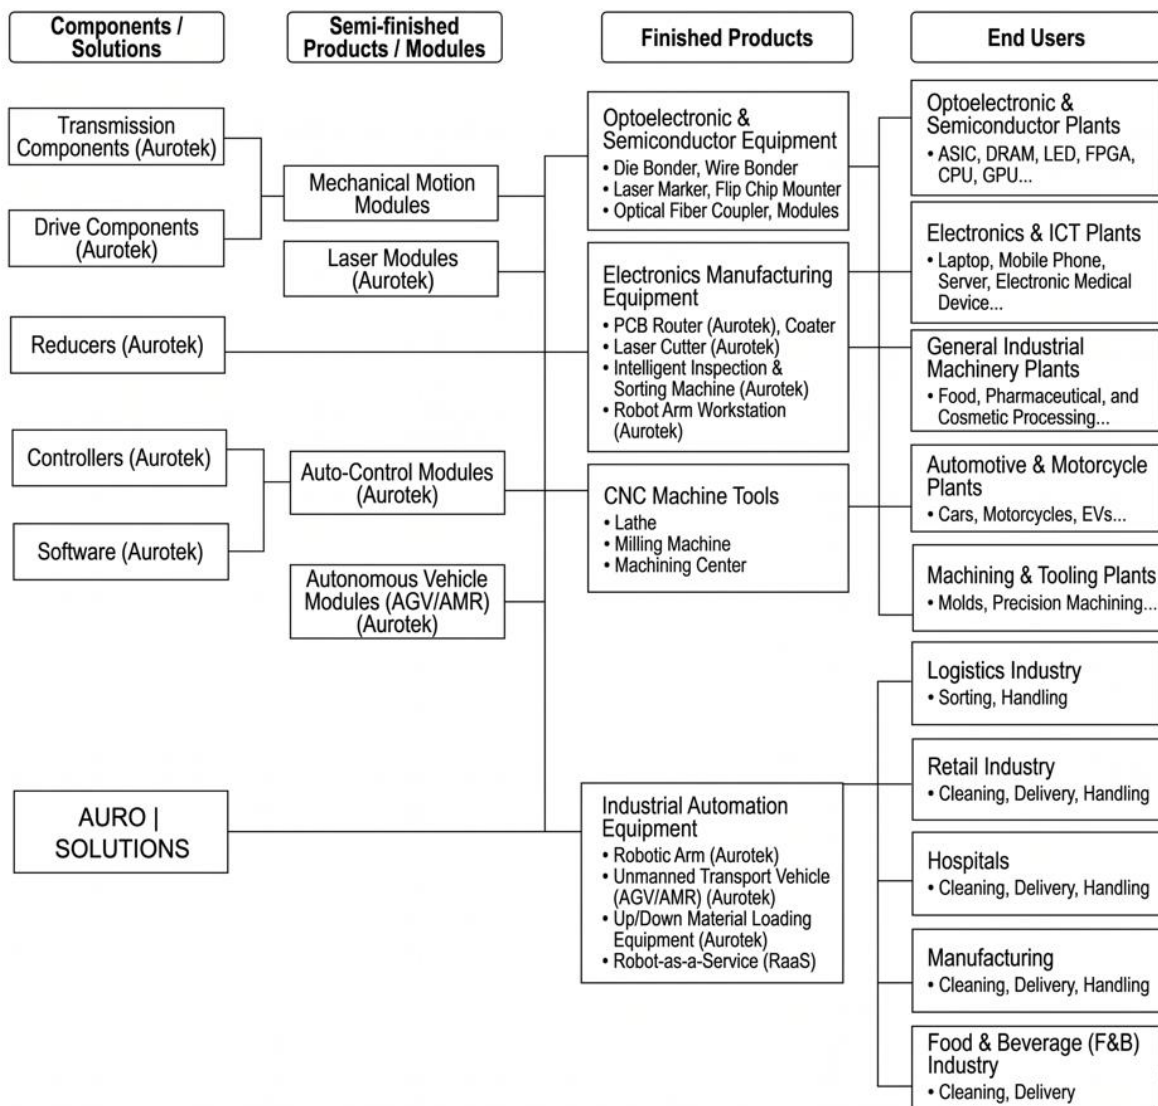 Components /
Solutions
Semi-finished
Products / Modules
Finished Products
End Users
Transmission
Components (Aurotek)
Drive Components
(Aurotek)
Reducers (Aurotek)
Controllers (Aurotek)
Software (Aurotek)
AURO |
SOLUTIONS
Mechanical Motion
Modules
Laser Modules
(Aurotek)
Auto-Control Modules
(Aurotek)
Autonomous Vehicle
Modules (AGV/AMR)
(Aurotek)
Optoelectronic &
Semiconductor Equipment
• Die Bonder, Wire Bonder
• Laser Marker, Flip Chip Mounter
• Optical Fiber Coupler, Modules
Electronics Manufacturing
Equipment
• PCB Router (Aurotek), Coater
• Laser Cutter (Aurotek)
• Intelligent Inspection &
Sorting Machine (Aurotek)
• Robot Arm Workstation
(Aurotek)
CNC Machine Tools
• Lathe
• Milling Machine
• Machining Center
Industrial Automation
Equipment
• Robotic Arm (Aurotek)
• Unmanned Transport Vehicle
(AGV/AMR) (Aurotek)
• Up/Down Material Loading
Equipment (Aurotek)
• Robot-as-a-Service (RaaS)
Optoelectronic &
Semiconductor Plants
• ASIC, DRAM, LED, FPGA,
CPU, GPU...
Electronics & ICT Plants
• Laptop, Mobile Phone,
Server, Electronic Medical
Device...
General Industrial
Machinery Plants
• Food, Pharmaceutical, and
Cosmetic Processing...
Automotive & Motorcycle
Plants
• Cars, Motorcycles, EVs...
Machining & Tooling Plants
• Molds, Precision Machining...
Logistics Industry
• Sorting, Handling
Retail Industry
• Cleaning, Delivery, Handling
Hospitals
• Cleaning, Delivery, Handling
Manufacturing
• Cleaning, Delivery, Handling
Food & Beverage (F&B)
Industry
• Cleaning, Delivery